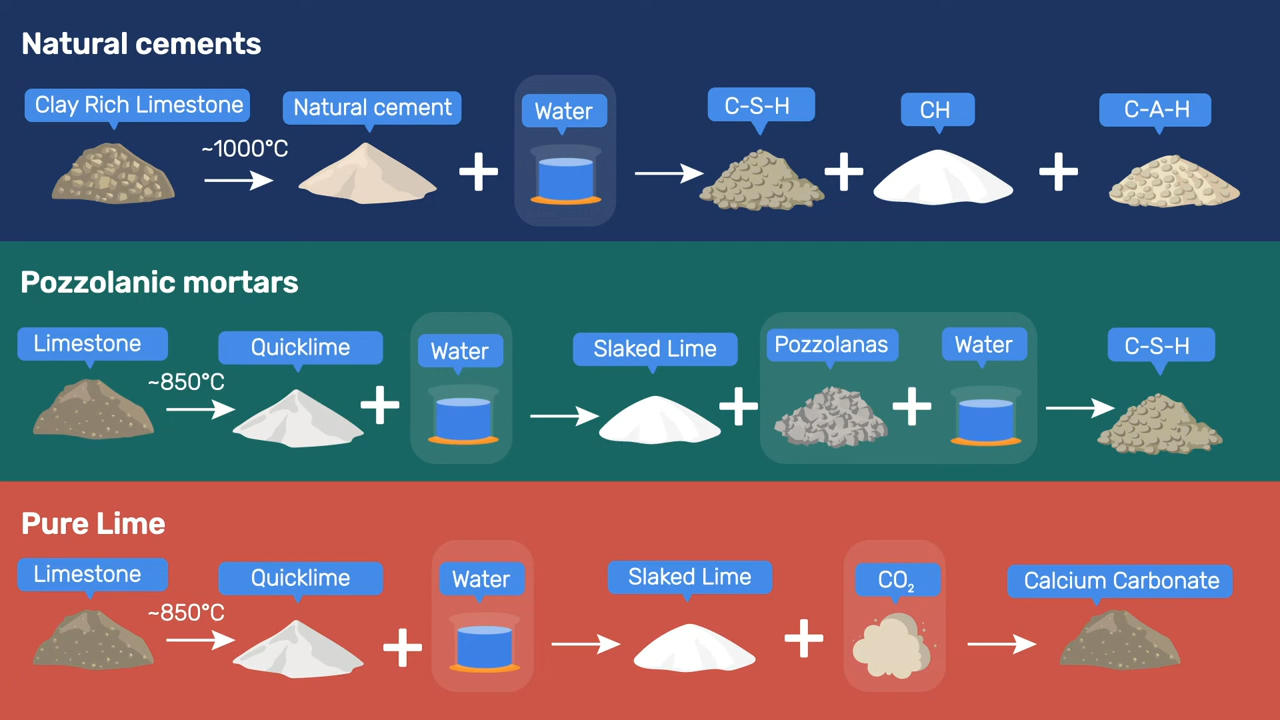 Natural cements
Clay Rich Limestone
~1000°C
Natural cement
+
Water
C-S-H
+
CH
+
C-A-H
Pozzolanic mortars
Limestone
~850°C
Quicklime
+
Water
Slaked Lime
+
Pozzolanas
+
Water
C-S-H
Pure Lime
Limestone
~850°C
Quicklime
+
Water
Slaked Lime
+
CO₂
Calcium Carbonate